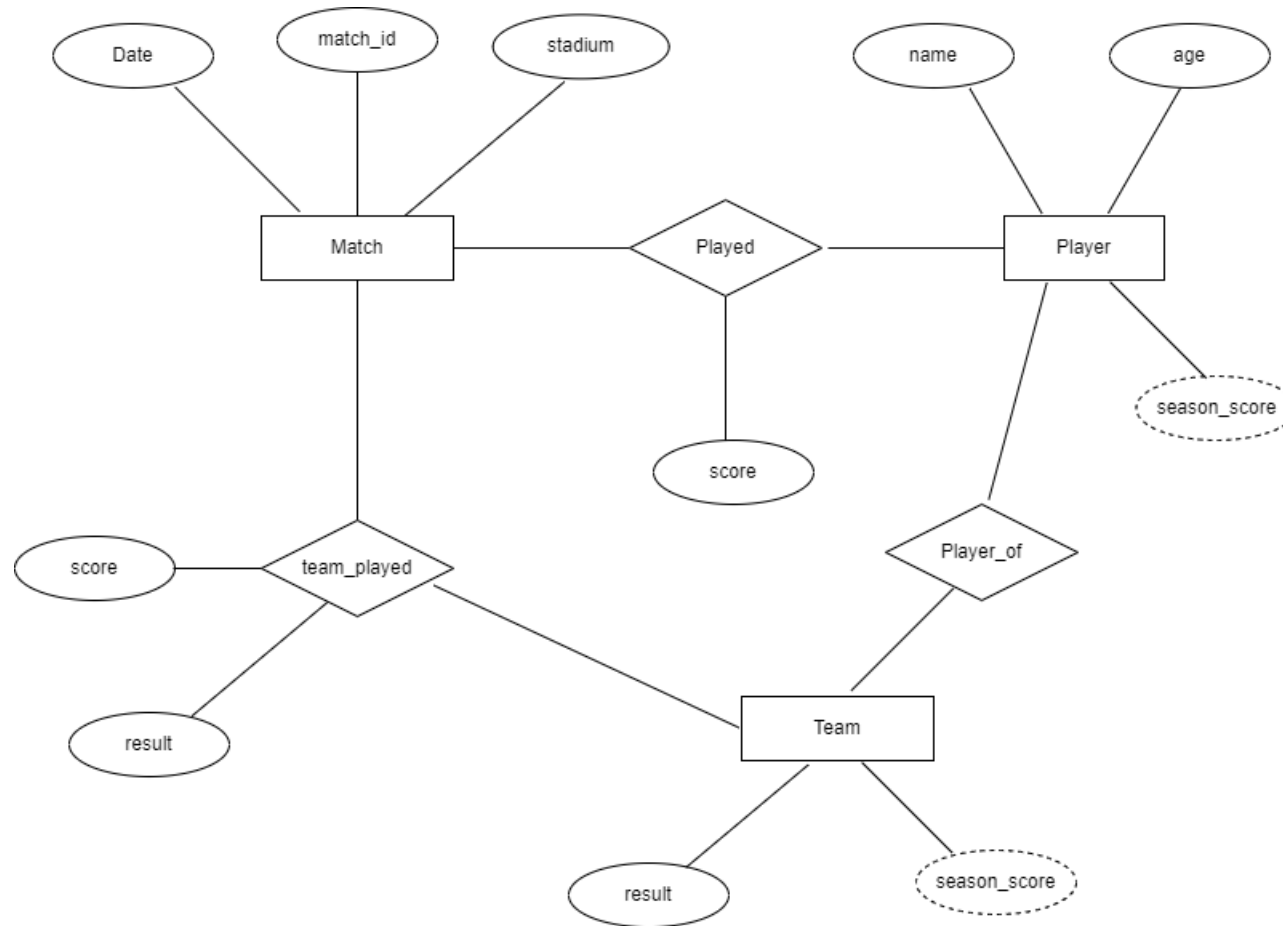 Date
match_id
stadium
name
age
Match
Played
Player
season_score
score
Player_of
score
team_played
result
Team
result
season_score